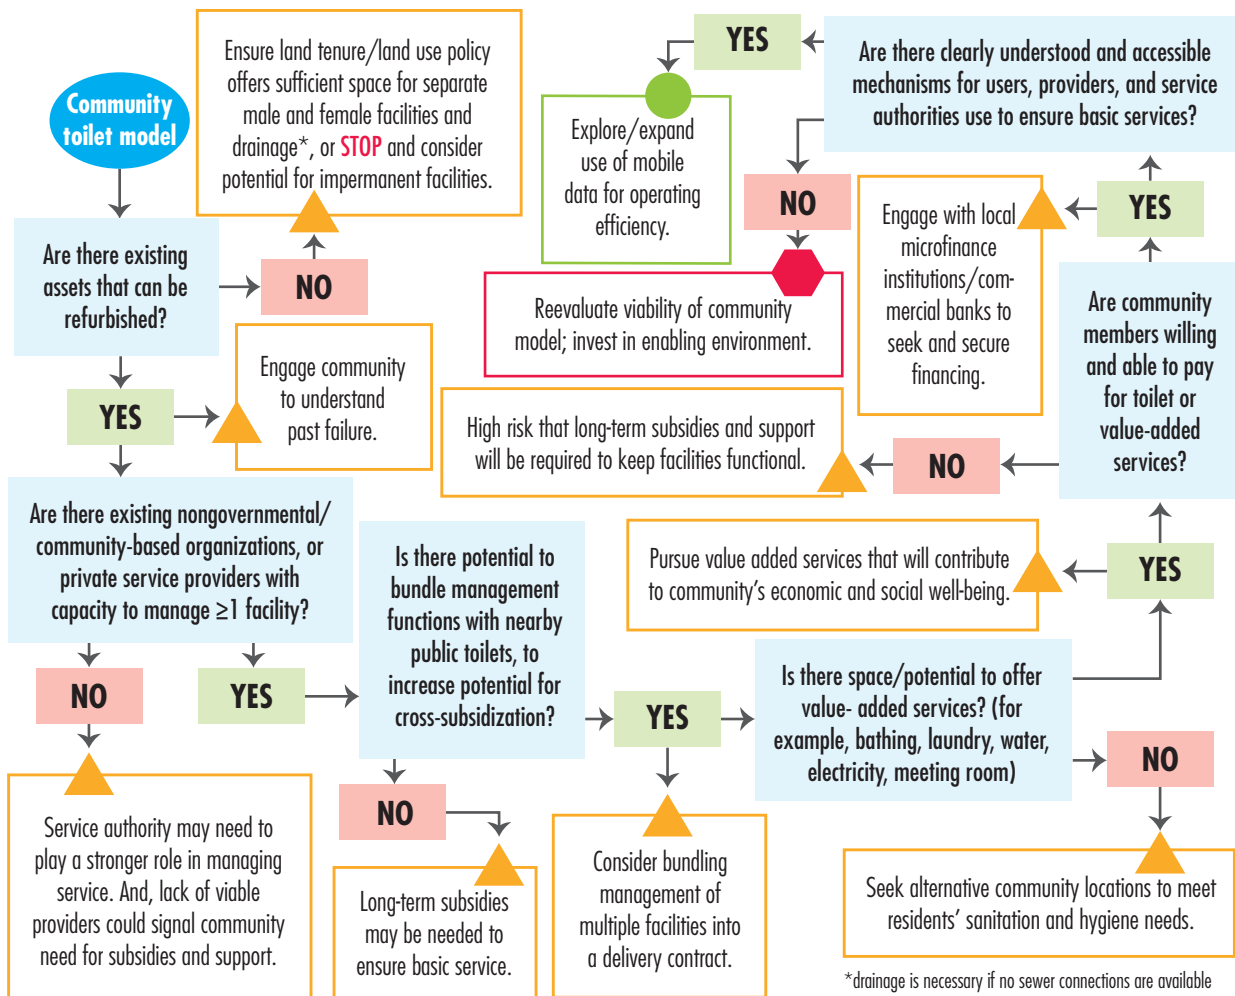 Community
toilet model
Ensure land tenure/land use policy
offers sufficient space for separate
male and female facilities and
drainage*, or STOP and consider
potential for impermanent facilities.
Are there existing
assets that can be
refurbished?
NO
YES
Engage community
to understand
past failure.
Are there existing nongovernmental/
community-based organizations, or
private service providers with
capacity to manage ≥1 facility?
NO
YES
Service authority may need to
play a stronger role in managing
service. And, lack of viable
providers could signal community
need for subsidies and support.
Is there potential to
bundle management
functions with nearby
public toilets, to
increase potential for
cross-subsidization?
NO
Long-term subsidies
may be needed to
ensure basic service.
YES
Consider bundling
management of
multiple facilities into
a delivery contract.
Is there space/potential to offer
value- added services? (for
example, bathing, laundry, water,
electricity, meeting room)
NO
Seek alternative community locations to meet
residents’ sanitation and hygiene needs.
YES
Pursue value added services that will contribute
to community’s economic and social well-being.
Are community
members willing
and able to pay
for toilet or
value-added
services?
NO
High risk that long-term subsidies and support
will be required to keep facilities functional.
YES
Engage with local
microfinance
institutions/com-
mercial banks to
seek and secure
financing.
Are there clearly understood and accessible
mechanisms for users, providers, and service
authorities use to ensure basic services?
NO
Reevaluate viability of community
model; invest in enabling environment.
YES
Explore/expand
use of mobile
data for operating
efficiency.
*drainage is necessary if no sewer connections are available